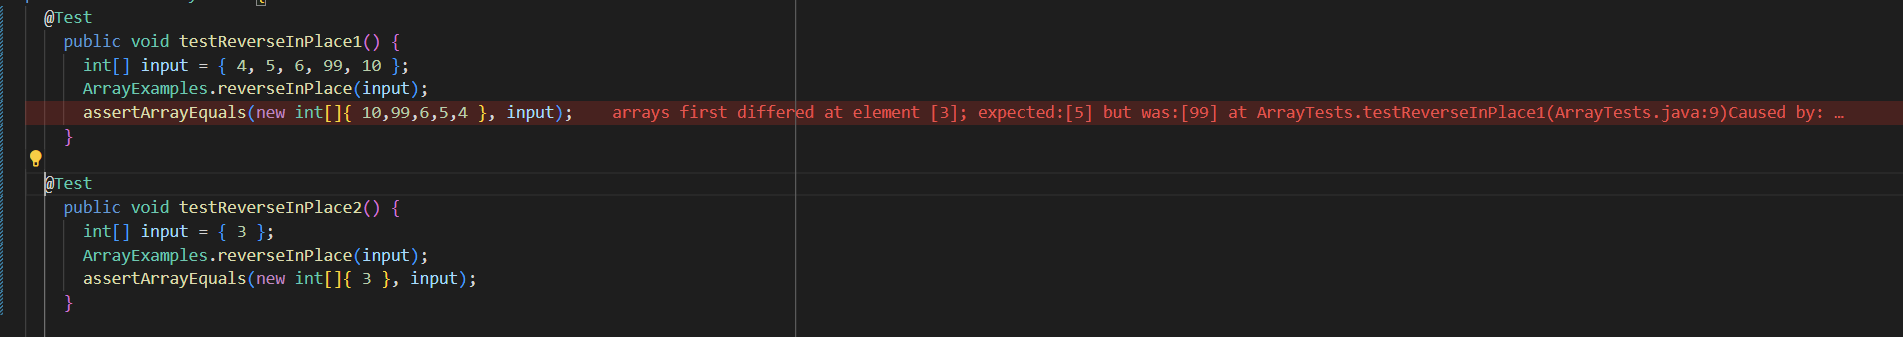 @Test
public void testReverseInPlace1() {
int[] input = { 4, 5, 6, 99, 10 };
ArrayExamples.reverseInPlace(input);
assertArrayEquals(new int[]{ 10,99,6,5,4 }, input); arrays first differed at element [3]; expected:[5] but was:[99] at ArrayTests.testReverseInPlace1(ArrayTests.java:9)Caused by: …
}
@Test
public void testReverseInPlace2() {
int[] input = { 3 };
ArrayExamples.reverseInPlace(input);
assertArrayEquals(new int[]{ 3 }, input);
}